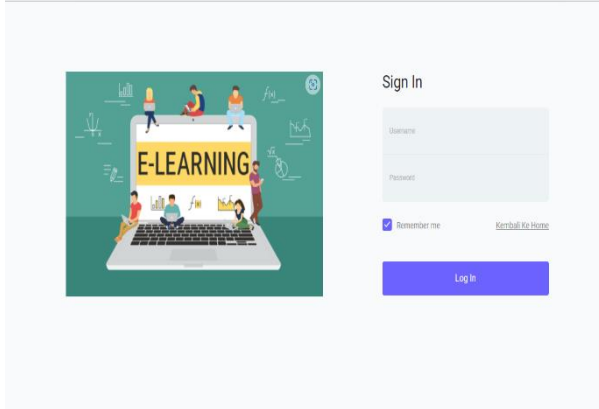 Sign In
E-LEARNING
Username
Password
Remember me
Kembali Ke Home
Log In